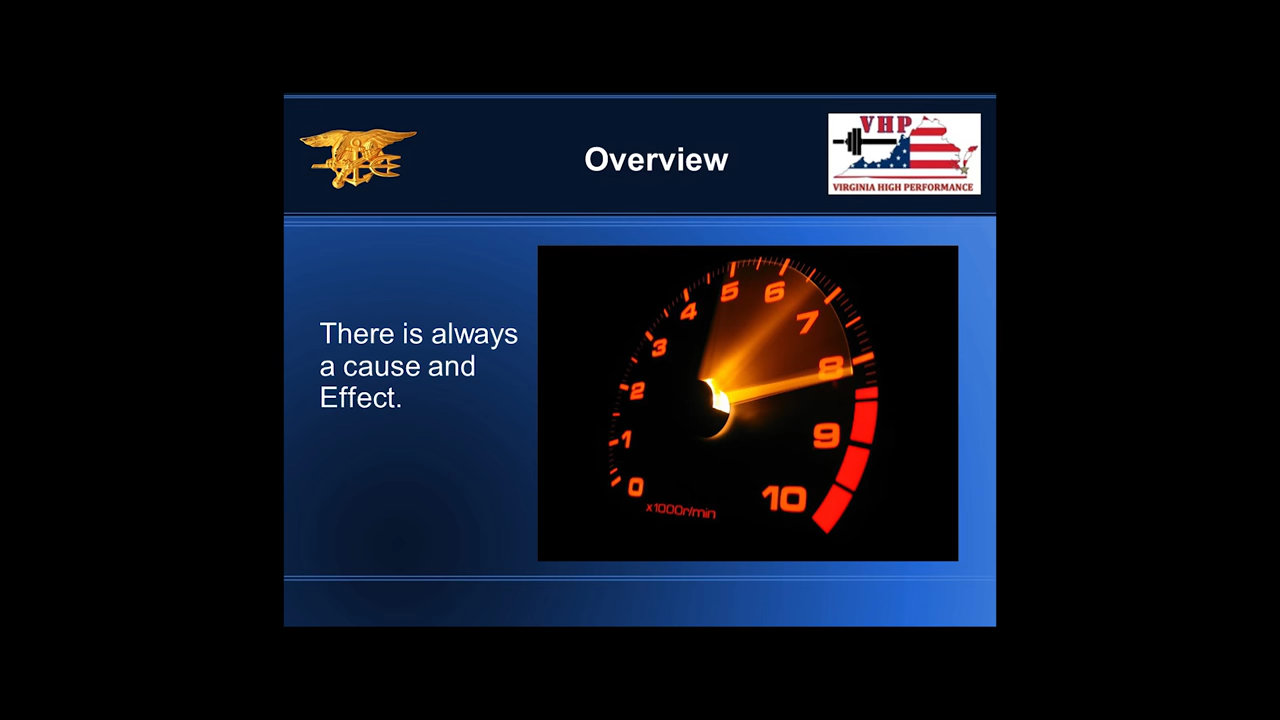 Overview
VHP
VIRGINIA HIGH PERFORMANCE
There is always
a cause and
Effect.
0
1
2
3
4
5
6
7
8
9
10
x1000r/min